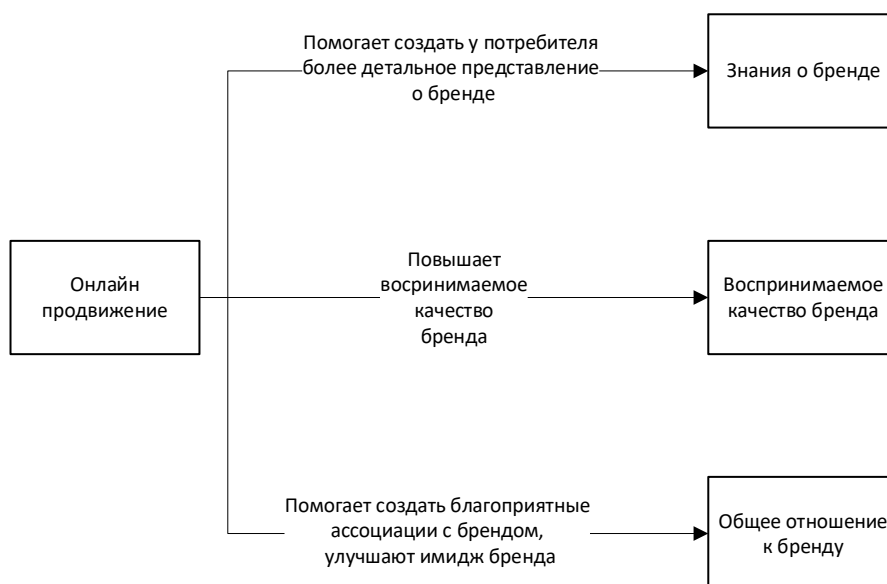 Помогает создать у потребителя
более детальное представление
о бренде
Знания о бренде
Онлайн
продвижение
Повышает
восринимаемое
качество
бренда
Воспринимаемое
качество бренда
Помогает создать благоприятные
ассоциации с брендом,
улучшают имидж бренда
Общее отношение
к бренду